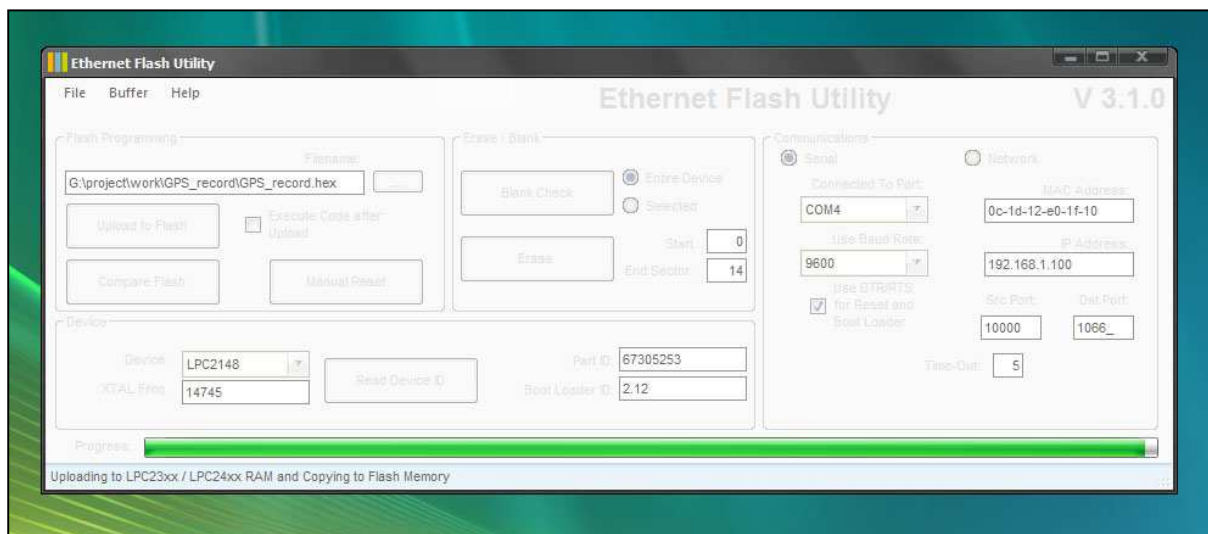 Ethernet Flash Utility
File Buffer Help
Ethernet Flash Utility V 3.1.0
Flash Programming
Filename:
G:\project\work\GPS_record\GPS_record.hex ....
Upload to Flash
Execute Code after
Upload
Compare Flash
Manual Reset
Erase / Blank
Blank Check
Entire Device
Selected
Erase
Start 0
End Sector: 14
Communications
Serial
Network
Connected To Port:
COM4
MAC Address:
0c-1d-12-e0-1f-10
Use Baud Rate:
9600
IP Address:
192.168.1.100
Use DTR/RTS
for Reset and
Boot Loader
Src Port: Dst Port:
10000 1066_
Time-Out: 5
Device
Device: LPC2148
XTAL Freq: 14745
Read Device ID
Part ID: 67305253
Boot Loader ID: 2.12
Progress:
Uploading to LPC23xx / LPC24xx RAM and Copying to Flash Memory